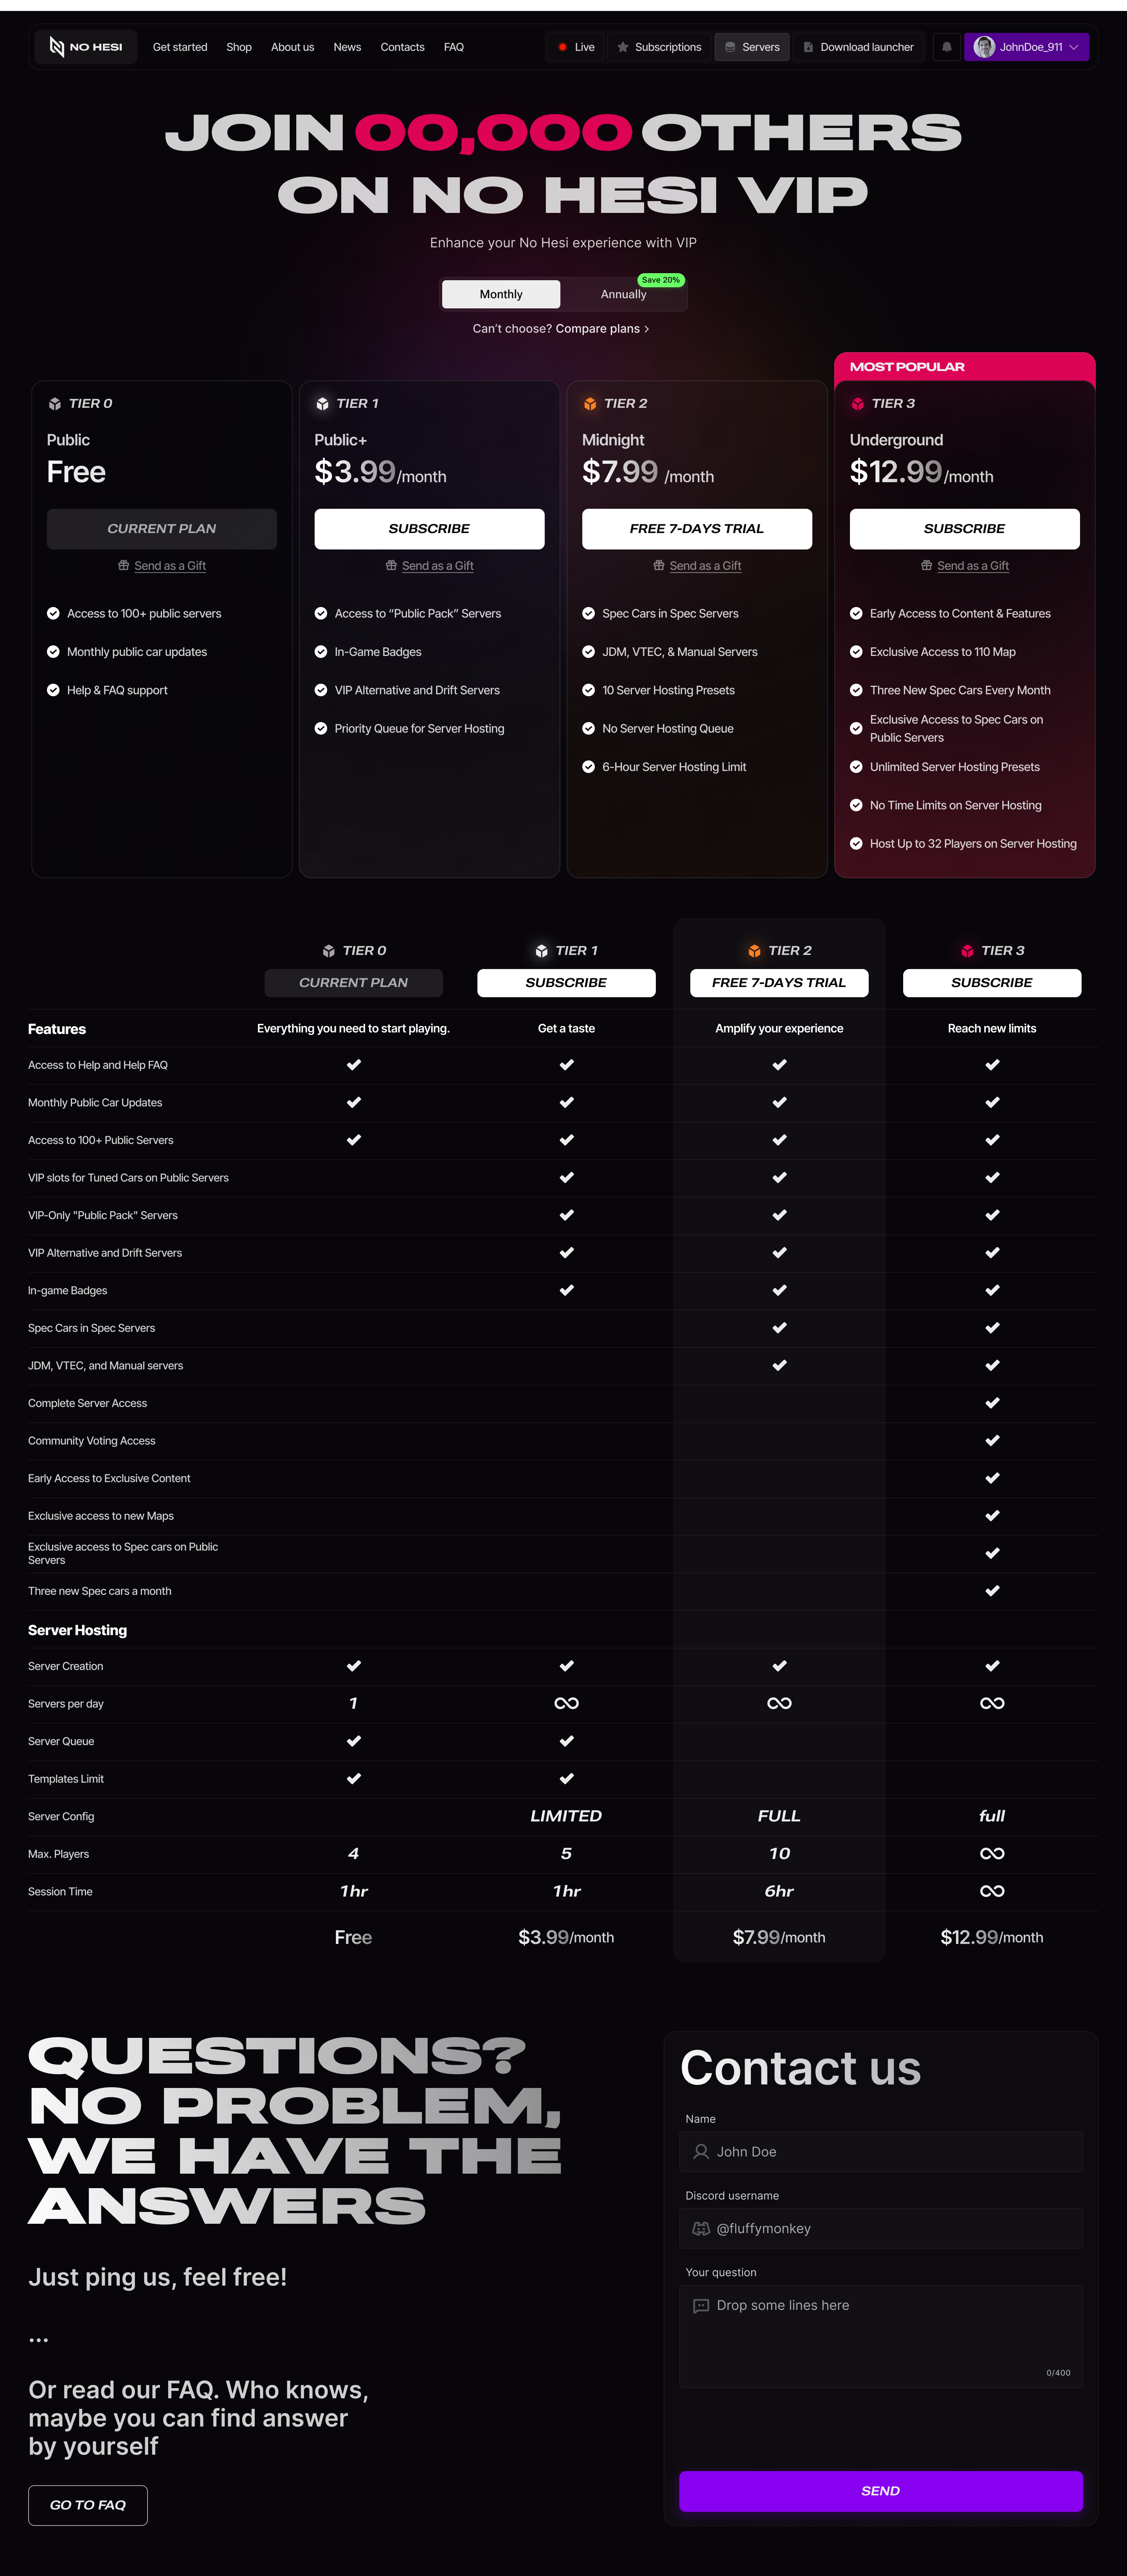 NO HESI Get started Shop About us News Contacts FAQ Live Subscriptions Servers Download launcher JohnDoe_911
JOIN 00,000 OTHERS
ON NO HESI VIP
Enhance your No Hesi experience with VIP
Save 20%
Monthly Annually
Can't choose? Compare plans >
MOST POPULAR
TIER 0
Public
Free
CURRENT PLAN
Send as a Gift
Access to 100+ public servers
Monthly public car updates
Help & FAQ support
TIER 1
Public+
$3.99/month
SUBSCRIBE
Send as a Gift
Access to “Public Pack” Servers
In-Game Badges
VIP Alternative and Drift Servers
Priority Queue for Server Hosting
TIER 2
Midnight
$7.99 /month
FREE 7-DAYS TRIAL
Send as a Gift
Spec Cars in Spec Servers
JDM, VTEC, & Manual Servers
10 Server Hosting Presets
No Server Hosting Queue
6-Hour Server Hosting Limit
TIER 3
Underground
$12.99/month
SUBSCRIBE
Send as a Gift
Early Access to Content & Features
Exclusive Access to 110 Map
Three New Spec Cars Every Month
Exclusive Access to Spec Cars on
Public Servers
Unlimited Server Hosting Presets
No Time Limits on Server Hosting
Host Up to 32 Players on Server Hosting
TIER 0 TIER 1 TIER 2 TIER 3
CURRENT PLAN SUBSCRIBE FREE 7-DAYS TRIAL SUBSCRIBE
Features Everything you need to start playing. Get a taste Amplify your experience Reach new limits
Access to Help and Help FAQ
Monthly Public Car Updates
Access to 100+ Public Servers
VIP slots for Tuned Cars on Public Servers
VIP-Only "Public Pack" Servers
VIP Alternative and Drift Servers
In-game Badges
Spec Cars in Spec Servers
JDM, VTEC, and Manual servers
Complete Server Access
Community Voting Access
Early Access to Exclusive Content
Exclusive access to new Maps
Exclusive access to Spec cars on Public
Servers
Three new Spec cars a month
Server Hosting
Server Creation
Servers per day 1 ∞ ∞ ∞
Server Queue
Templates Limit
Server Config LIMITED FULL full
Max. Players 4 5 10 ∞
Session Time 1hr 1hr 6hr ∞
Free $3.99/month $7.99/month $12.99/month
QUESTIONS?
NO PROBLEM,
WE HAVE THE
ANSWERS
Just ping us, feel free!
...
Or read our FAQ. Who knows,
maybe you can find answer
by yourself
GO TO FAQ
Contact us
Name
John Doe
Discord username
@fluffymonkey
Your question
Drop some lines here
0/400
SEND